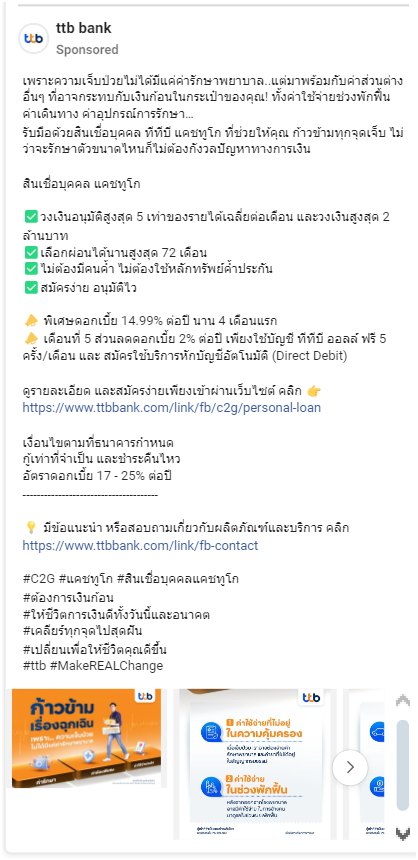 ttb
ttb bank
Sponsored
เพราะความเจ็บป่วยไม่ได้มีแค่ค่ารักษาพยาบาล..แต่มาพร้อมกับค่าส่วนต่าง
อื่นๆ ที่อาจกระทบกับเงินก้อนในกระเป๋าของคุณ! ทั้งค่าใช้จ่ายช่วงพักฟื้น
ค่าเดินทาง ค่าอุปกรณ์การรักษา...
รับมือด้วยสินเชื่อบุคคล ทีทีบี แคชทูโก ที่ช่วยให้คุณ ก้าวข้ามทุกจุดเจ็บ ไม่
ว่าจะรักษาตัวขนาดไหนก็ไม่ต้องกังวลปัญหาทางการเงิน
สินเชื่อบุคคล แคชทูโก
✅ วงเงินอนุมัติสูงสุด 5 เท่าของรายได้เฉลี่ยต่อเดือน และวงเงินสูงสุด 2
ล้านบาท
✅ เลือกผ่อนได้นานสูงสุด 72 เดือน
✅ ไม่ต้องมีคนค้ำ ไม่ต้องใช้หลักทรัพย์ค้ำประกัน
✅ สมัครง่าย อนุมัติไว
📣 พิเศษดอกเบี้ย 14.99% ต่อปี นาน 4 เดือนแรก
📣 เดือนที่ 5 ส่วนลดดอกเบี้ย 2% ต่อปี เพียงใช้บัญชี ทีทีบี ออลล์ ฟรี 5
ครั้ง/เดือน และ สมัครใช้บริการหักบัญชีอัตโนมัติ (Direct Debit)
ดูรายละเอียด และสมัครง่ายเพียงเข้าผ่านเว็บไซต์ คลิก 👉
https://www.ttbbank.com/link/fb/c2g/personal-loan
เงื่อนไขตามที่ธนาคารกำหนด
กู้เท่าที่จำเป็น และชำระคืนไหว
อัตราดอกเบี้ย 17 - 25% ต่อปี
--------------------------------------
💡 มีข้อแนะนำ หรือสอบถามเกี่ยวกับผลิตภัณฑ์และบริการ คลิก
https://www.ttbbank.com/link/fb-contact
#C2G #แคชทูโก #สินเชื่อบุคคลแคชทูโก
#ต้องการเงินก้อน
#ให้ชีวิตการเงินดีทั้งวันนี้และอนาคต
#เคลียร์ทุกจุดไปสุดฝัน
#เปลี่ยนเพื่อให้ชีวิตคุณดีขึ้น
#ttb #MakeREALChange
ttb
ก้าวข้าม
เรื่องฉุกเฉิน
ค่ารักษา
ttb
1 ค่าใช้จ่ายที่ไม่อยู่
ในความคุ้มครอง
2 ค่าใช้จ่าย
ในช่วงพักฟื้น